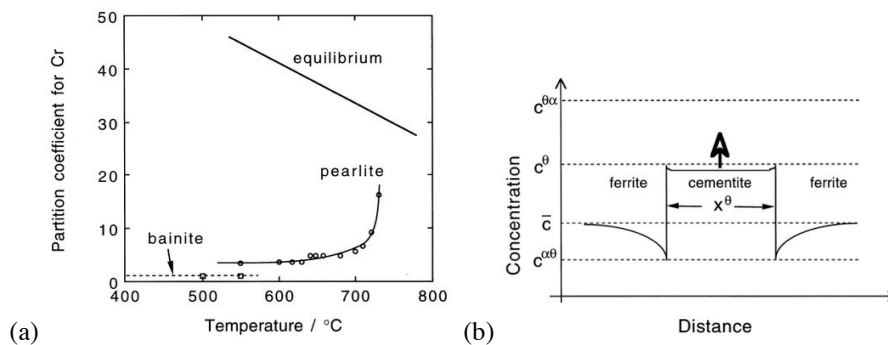 50
40
30
20
10
0
Partition coefficient for Cr
equilibrium
pearlite
bainite
400 500 600 700 800
Temperature / °C
(a)
c^θα
c^θ
c̄
c^αθ
Concentration
ferrite cementite ferrite
x^θ
Distance
(b)